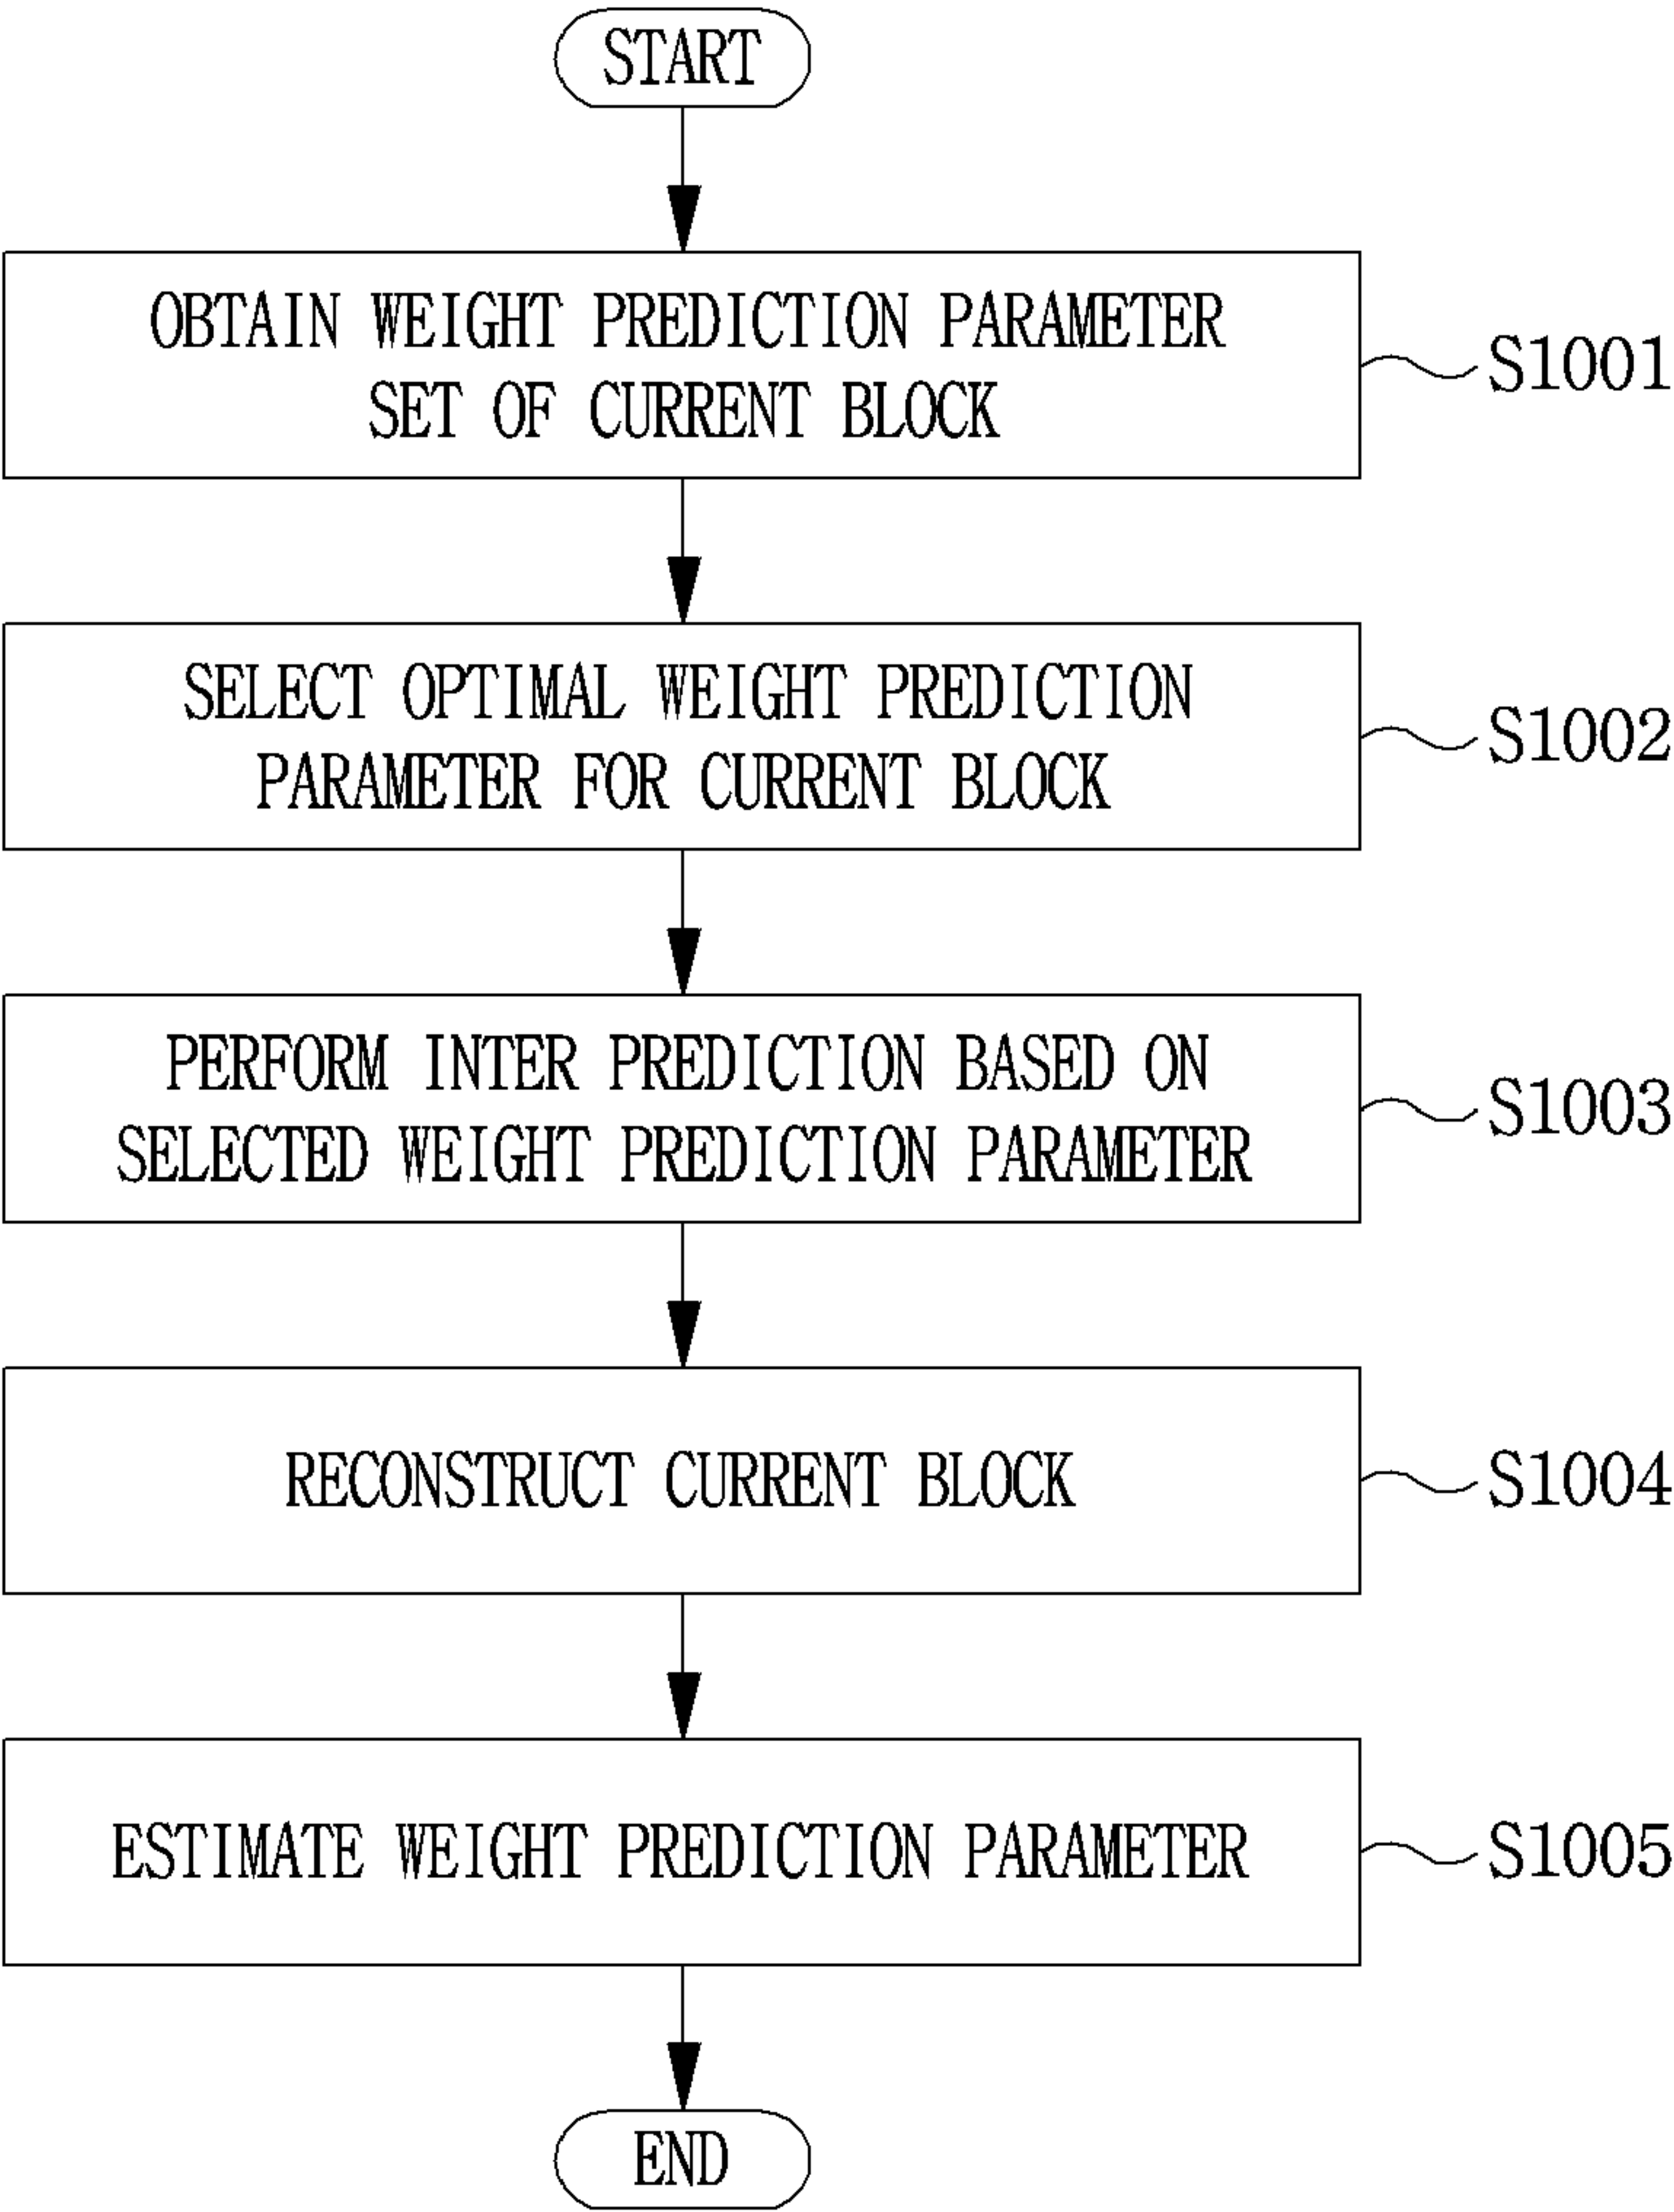 START
OBTAIN WEIGHT PREDICTION PARAMETER
SET OF CURRENT BLOCK
S1001
SELECT OPTIMAL WEIGHT PREDICTION
PARAMETER FOR CURRENT BLOCK
S1002
PERFORM INTER PREDICTION BASED ON
SELECTED WEIGHT PREDICTION PARAMETER
S1003
RECONSTRUCT CURRENT BLOCK
S1004
ESTIMATE WEIGHT PREDICTION PARAMETER
S1005
END